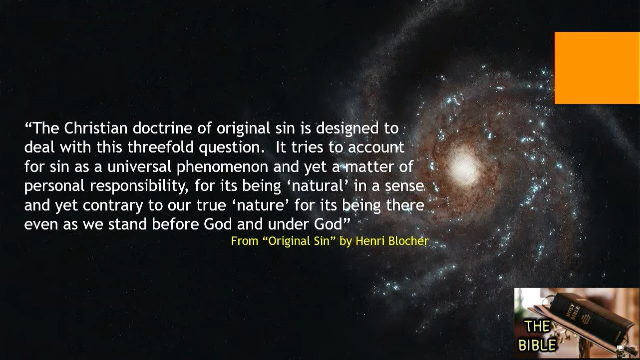 “The Christian doctrine of original sin is designed to
deal with this threefold question.  It tries to account
for sin as a universal phenomenon and yet a matter of
personal responsibility, for its being ‘natural’ in a sense
and yet contrary to our true ‘nature’ for its being there
even as we stand before God and under God”
From “Original Sin” by Henri Blocher
HOLY
BIBLE
THE
BIBLE